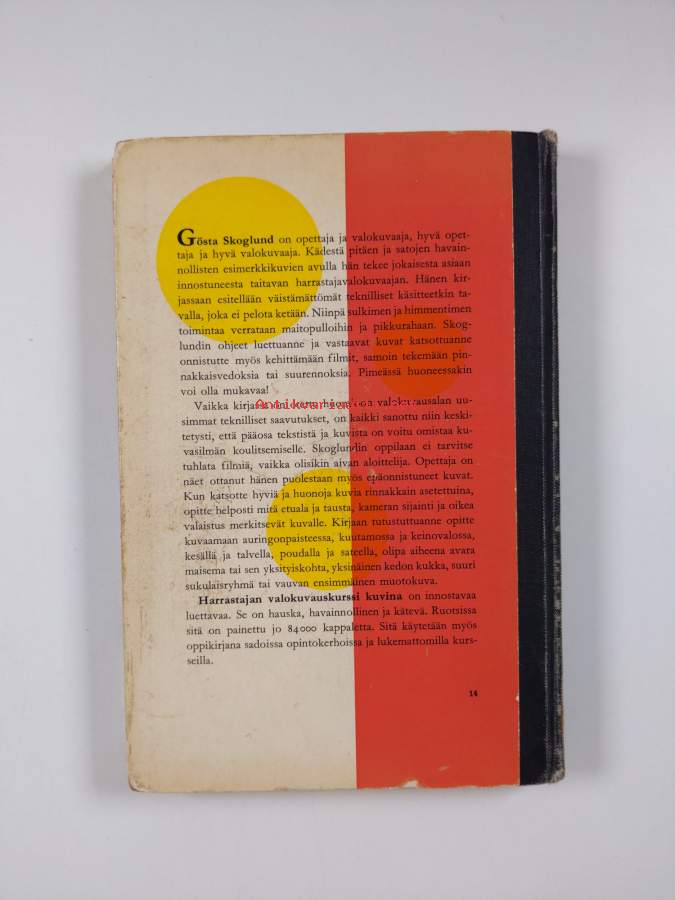 Gösta Skoglund on opettaja ja valokuvaaja, hyvä opet-
taja ja hyvä valokuvaaja. Kädestä pitäen ja satojen havain-
nollisten esimerkkikuvien avulla hän tekee jokaisesta asiaan
innostuneesta taitavan harrastajavalokuvaajan. Hänen kir-
jassaan esitellään väistämättömät teknilliset käsitteetkin ta-
valla, joka ei pelota ketään. Niinpä sulkimen ja himmentimen
toimintaa verrataan maitopulloihin ja pikkurahaan. Skog-
lundin ohjeet luettuanne ja vastaavat kuvat katsottuanne
onnistutte myös kehittämään filmit, samoin tekemään pin-
nakkaisvedoksia tai suurennoksia. Pimeässä huoneessakin
voi olla mukavaa!
Vaikka kirjassa on valokuvausalan uu-
simmat teknilliset saavutukset, on kaikki sanottu niin keski-
tetysti, että pääosa tekstistä ja kuvista on voitu omistaa ku-
vasilmän koulitsemiselle. Skoglundin oppilaan ei tarvitse
tuhlata filmiä, vaikka olisikin aivan aloittelija. Opettaja on
näet ottanut hänen puolestaan myös epäonnistuneet kuvat.
Kun katsotte hyviä ja huonoja kuvia rinnakkain asetettuina,
opitte helposti mitä etuala ja tausta, kameran sijainti ja oikea
valaistus merkitsevät kuvalle. Kirjaan tutustuttuanne opitte
kuvaamaan auringonpaisteessa, kuutamossa ja keinovalossa,
kesällä ja talvella, poudalla ja sateella, olipa aiheena avara
maisema tai sen yksityiskohta, yksinäinen kedon kukka, suuri
sukulaisryhmä tai vauvan ensimmäinen muotokuva.
Harrastajan valokuvauskurssi kuvina on innostavaa
luettavaa. Se on hauska, havainnollinen ja kätevä. Ruotsissa
sitä on painettu jo 84000 kappaletta. Sitä käytetään myös
oppikirjana sadoissa opintokerhoissa ja lukemattomilla kurs-
seilla.
14